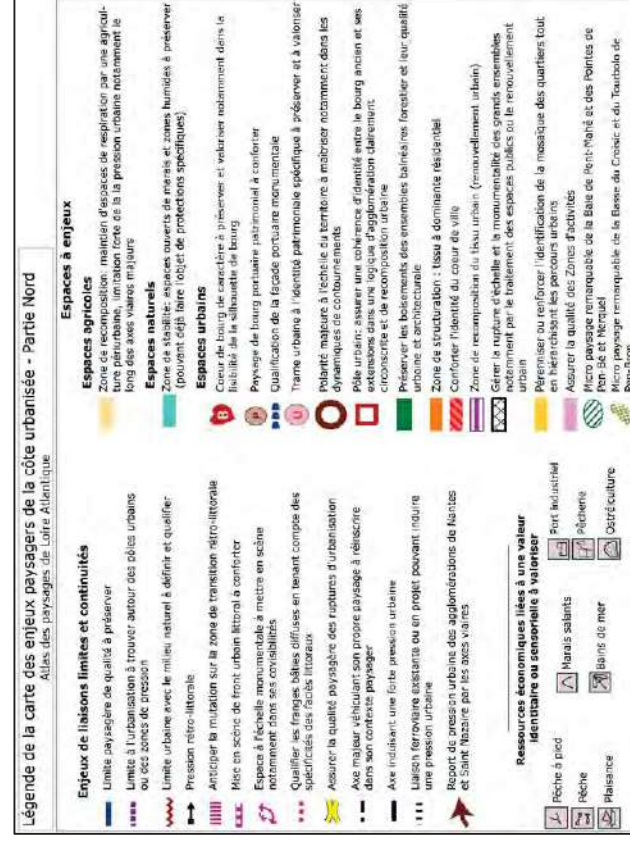 Légende de la carte des enjeux paysagers de la côte urbanisée - Partie Nord
Atlas des paysages de Loire Atlantique
Enjeux de liaisons limites et continuités
Limite paysagère de qualité à préserver
Limite à l'urbanisation à trouver autour des pôles urbains
ou des zones de pression
Limite urbaine avec le milieu naturel à définir et qualifier
Pression rétro-littorale
Anticiper la mutation sur la zone de transition rétro-littorale
Mise en scène de front urbain littoral à conforter
Espace à l'échelle monumentale à mettre en scène
notamment dans ses covisibilités
Qualifier les franges bâties diffuses en tenant compte des
spécificités des faciès littoraux
Assurer la qualité paysagère des ruptures d'urbanisation
Axe majeur véhiculant son propre paysage à réinscrire
dans son contexte paysager
Axe induisant une forte pression urbaine
Liaison ferroviaire existante ou en projet pouvant induire
une pression urbaine
Report de pression urbaine des agglomérations de Nantes
et Saint Nazaire par les axes viaires
Ressources économiques liées à une valeur
identitaire ou sensorielle à valoriser
Pêche à pied
Pêche
Plaisance
Marais salants
Bains de mer
Port industriel
Pêcherie
Ostréiculture
Espaces à enjeux
Espaces agricoles
Zone de recomposition: maintien d'espaces de respiration par une agricul-
ture périurbaine, limitation forte de la la pression urbaine notamment le
long des axes viaires majeurs
Espaces naturels
Zone de stabilité: espaces ouverts de marais et zones humides à préserver
(pouvant déjà faire l'objet de protections spécifiques)
Espaces urbains
B
Coeur de bourg de caractère à préserver et valoriser notamment dans la
lisibilité de la silhouette de bourg
P
Paysage de bourg portuaire patrimonial à conforter
Qualification de la façade portuaire monumentale
U
Trame urbaine à l'identité patrimoniale spécifique à préserver et à valoriser
Polarité majeure à l'échelle du territoire à maitriser notamment dans les
dynamiques de contournements
Pôle urbain: assurer une cohérence d'identité entre le bourg ancien et ses
extensions dans une logique d'agglomération clairement
circonscrite et de recomposition urbaine
Préserver les boisements des ensembles balnéaires forestier et leur qualité
urbaine et architecturale
Zone de structuration : tissu à dominante résidentiel
Conforter l'identité du coeur de ville
Zone de recomposition du tissu urbain (renouvellement urbain)
Gérer la rupture d'échelle et la monumentalité des grands ensembles
notamment par le traitement des espaces publics ou le renouvellement
urbain
Pérenniser ou renforcer l'identification de la mosaïque des quartiers tout
en hiérarchisant les parcours urbains
Assurer la qualité des Zones d'activités
Micro paysage remarquable de la Baie de Pont-Mahé et des Pointes de
Pen-Bé et Merquel
Micro paysage remarquable de la Basse du Croisic et du Tourbolo de
Pen-Bron